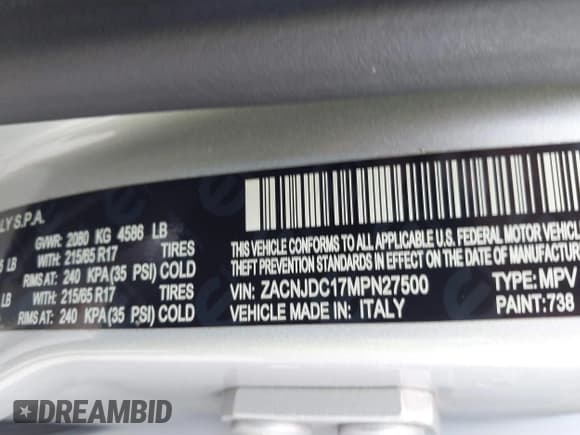 LY S.P.A.
GVWR: 2080 KG 4586 LB
LB WITH: 215/65 R17 TIRES
RIMS AT: 240 KPA (35 PSI) COLD
LB WITH: 215/65 R17 TIRES
RIMS AT: 240 KPA (35 PSI) COLD
THIS VEHICLE CONFORMS TO ALL APPLICABLE U.S. FEDERAL MOTOR VEHICLE
THEFT PREVENTION STANDARDS IN EFFECT ON THE DATE OF MANUFACTURE
VIN: ZACNJDC17MPN27500 TYPE: MPV
VEHICLE MADE IN: ITALY PAINT: 738
DREAMBID